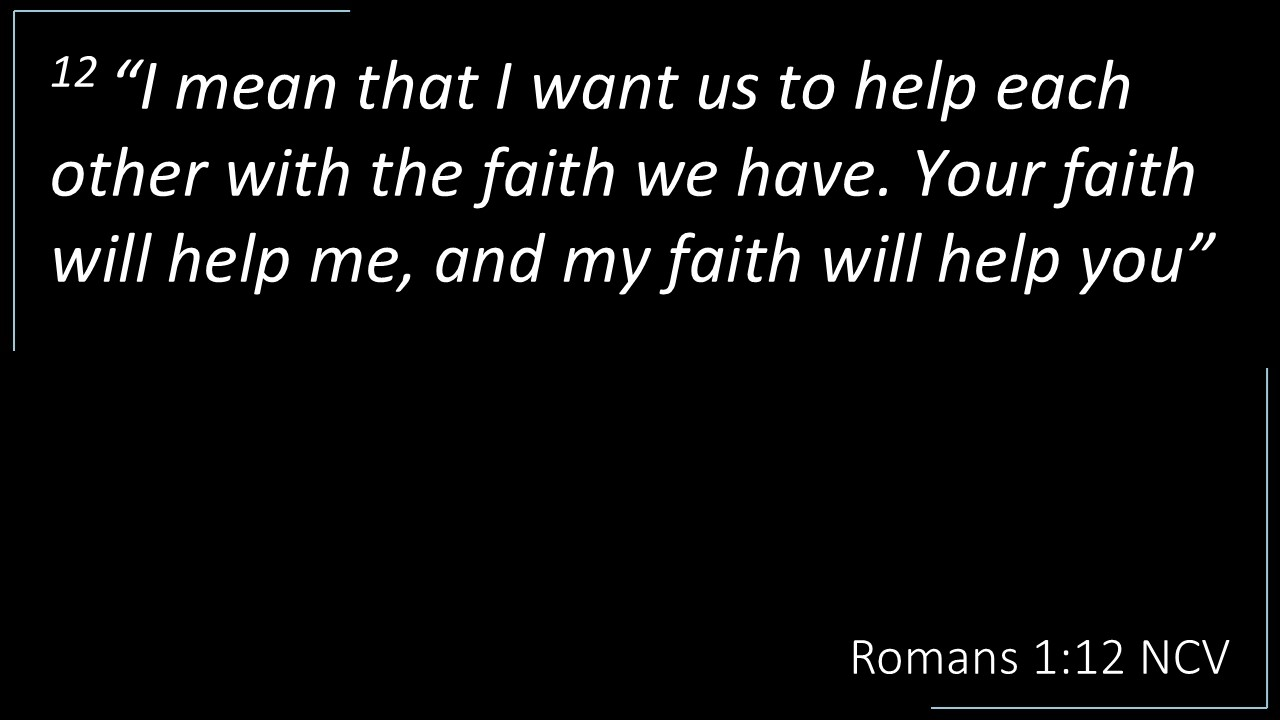 12 “I mean that I want us to help each
other with the faith we have. Your faith
will help me, and my faith will help you”
Romans 1:12 NCV